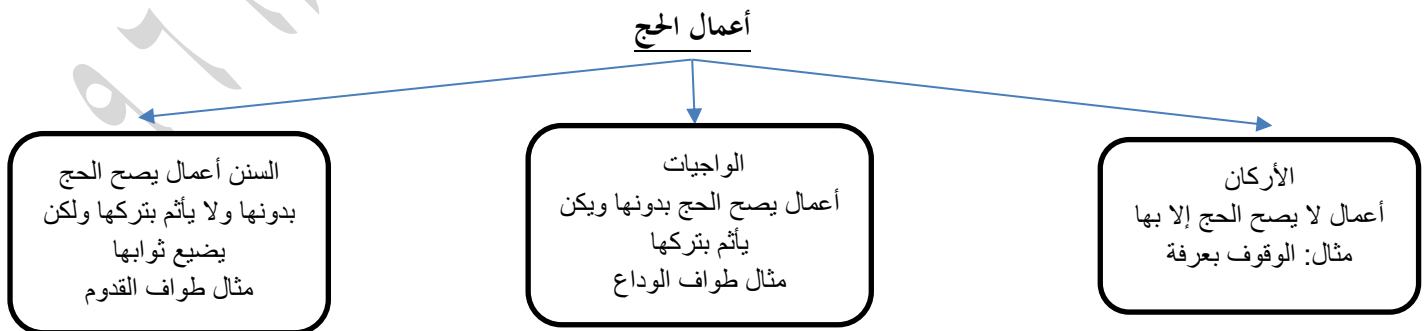 أعمال الحج
الأركان
أعمال لا يصح الحج إلا بها
مثال: الوقوف بعرفة
الواجيات
أعمال يصح الحج بدونها ويكن
يأثم بتركها
مثال طواف الوداع
السنن أعمال يصح الحج
بدونها ولا يأثم بتركها ولكن
يضيع ثوابها
مثال طواف القدوم